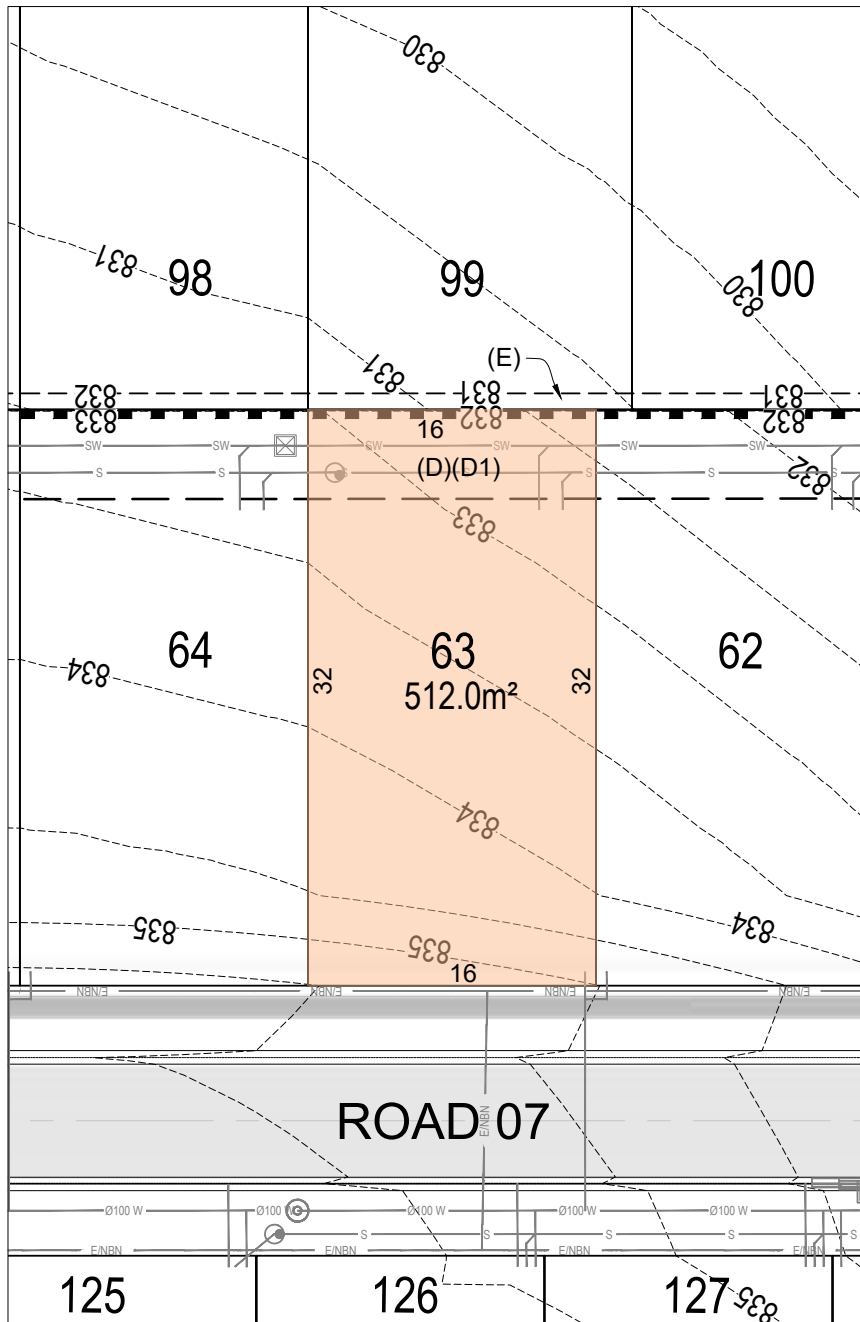 830
831
98
99
830
100
831
(E)
832
831
831
833
16
832
832
SW
SW
SW
SW
SW
SW
S
S
S
(D)(D1)
S
S
S
832
833
64
63
62
834
32
512.0m²
32
834
835
835
834
16
E/NBN
E/NBN
E/NBN
E/NBN
ROAD 07
E/NBN
Ø100 W
Ø100 W
Ø100 W
Ø100 W
Ø100 W
S
S
S
S
S
S
E/NBN
E/NBN
E/NBN
E/NBN
125
126
127
835